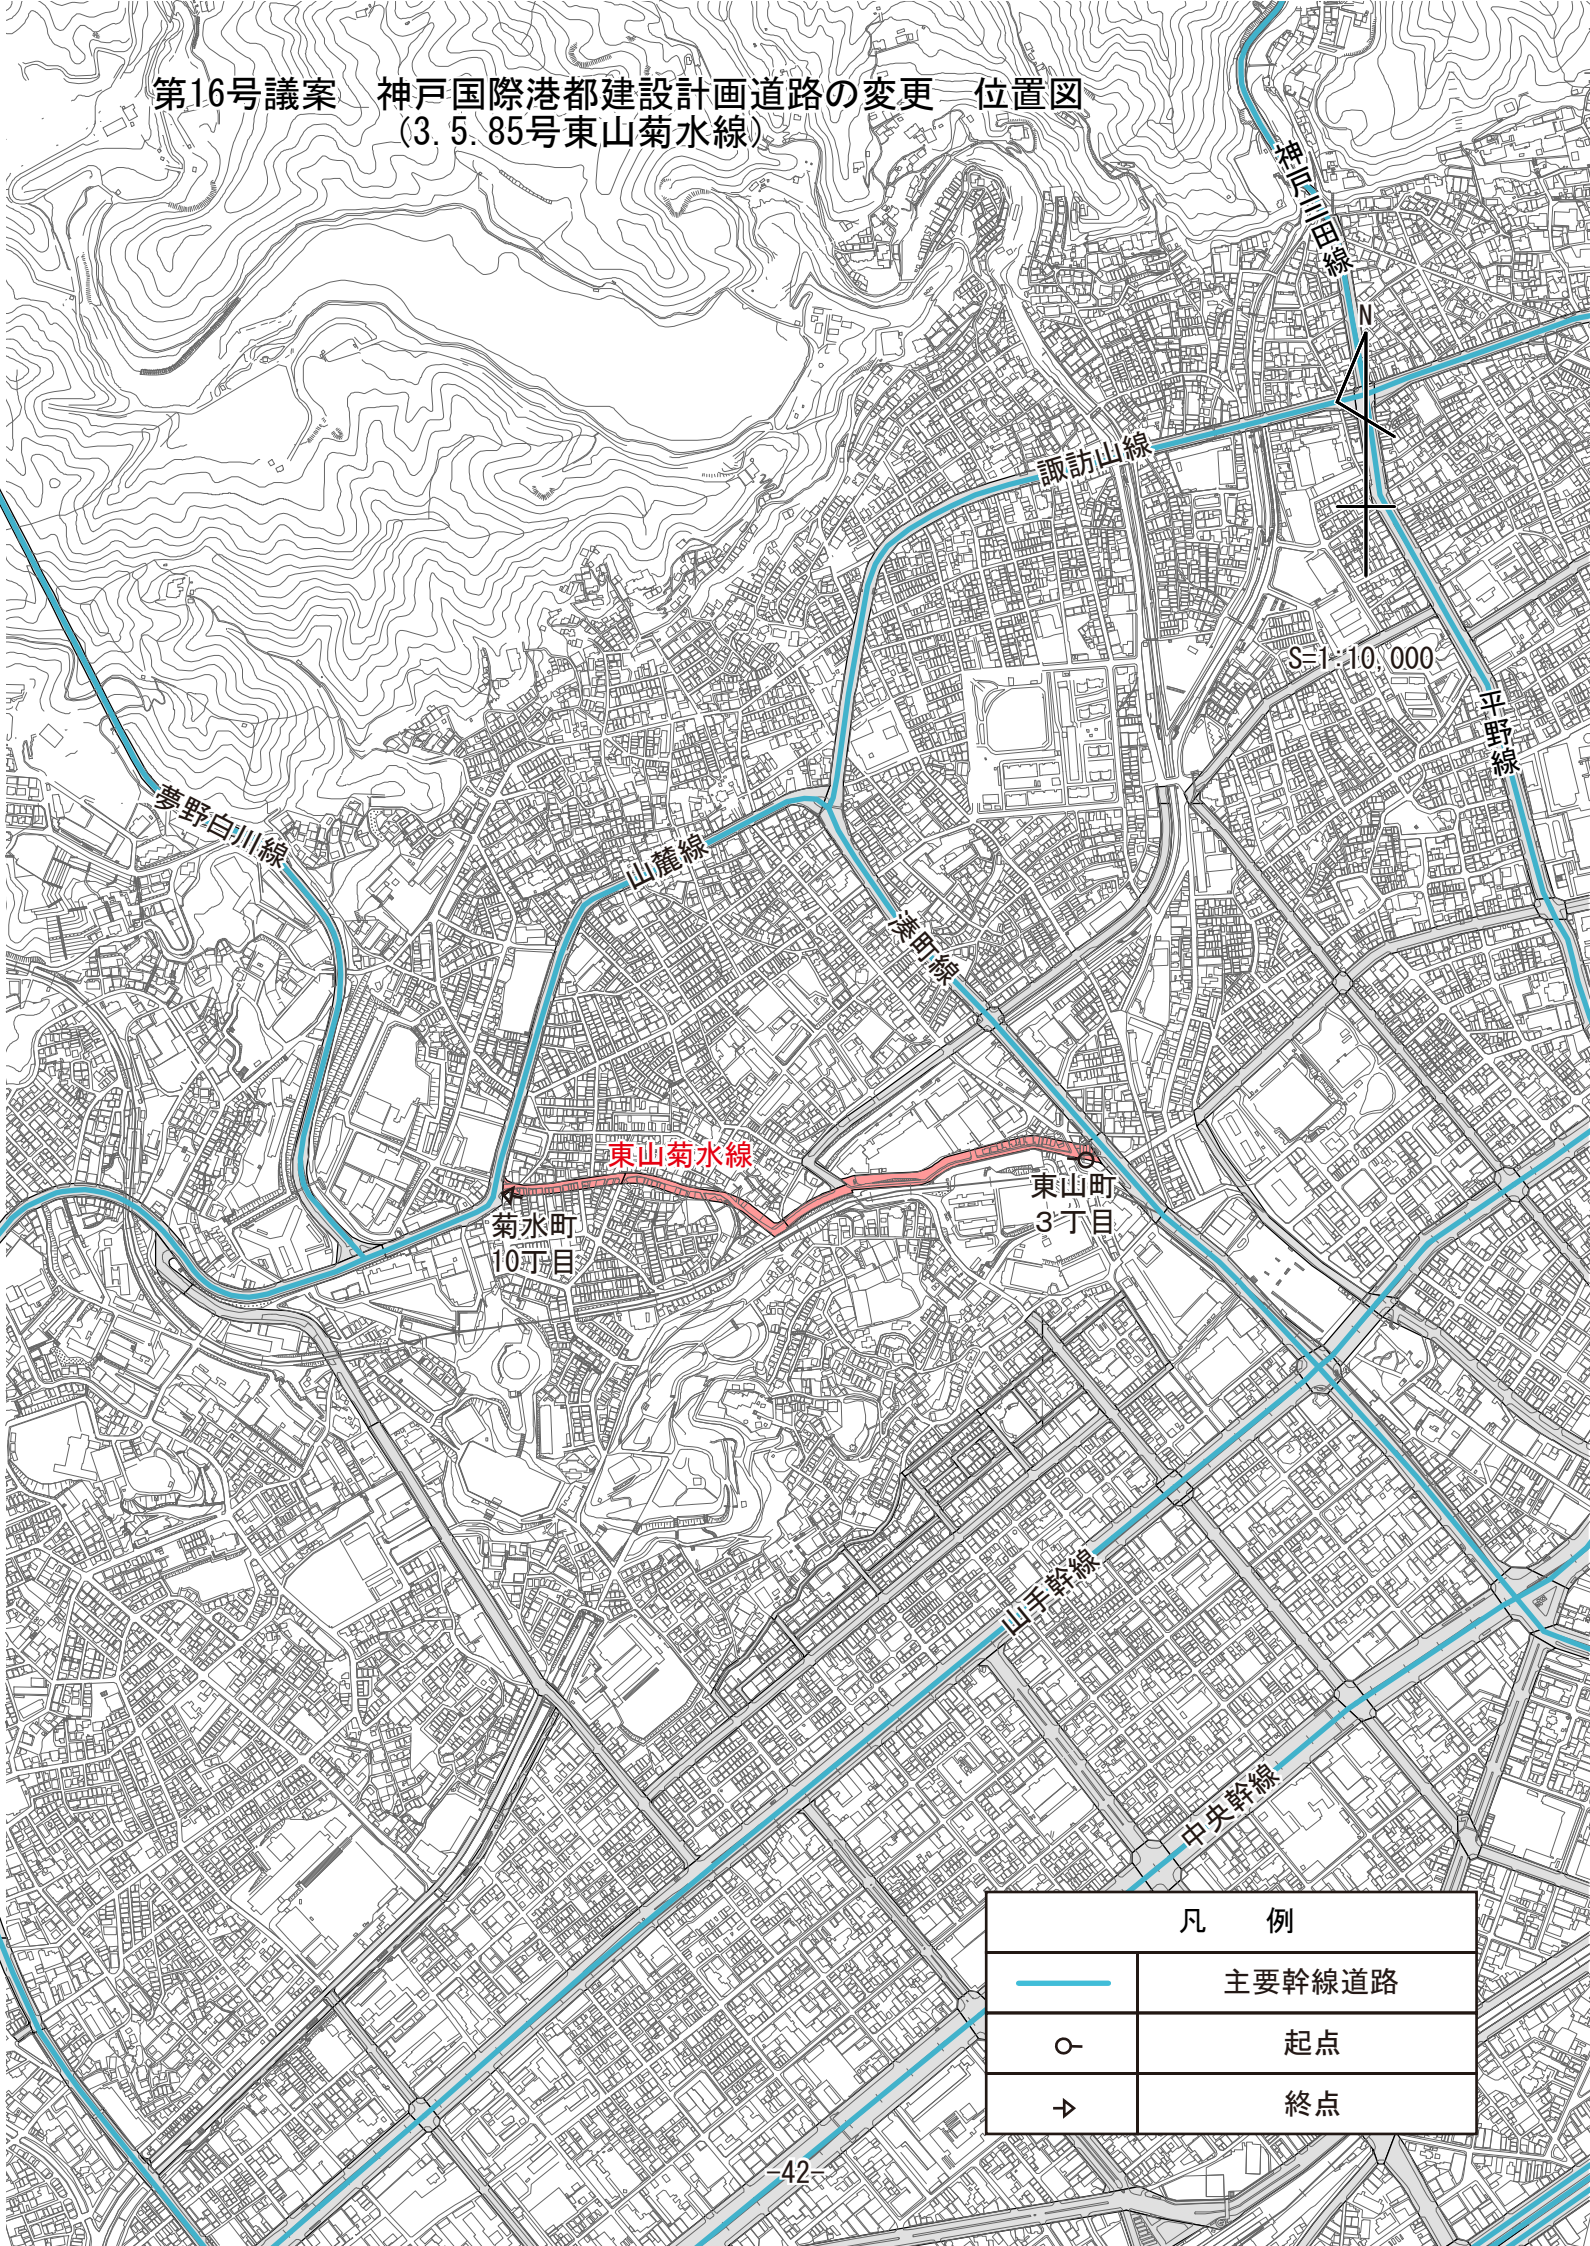 第16号議案　神戸国際港都建設計画道路の変更　位置図
(3.5.85号東山菊水線)
神戸三田線
N
諏訪山線
S=1:10,000
平野線
夢野白川線
山麓線
湊町線
東山菊水線
東山町
3丁目
菊水町
10丁目
山手幹線
中央幹線
凡　例
主要幹線道路
起点
終点
-42-